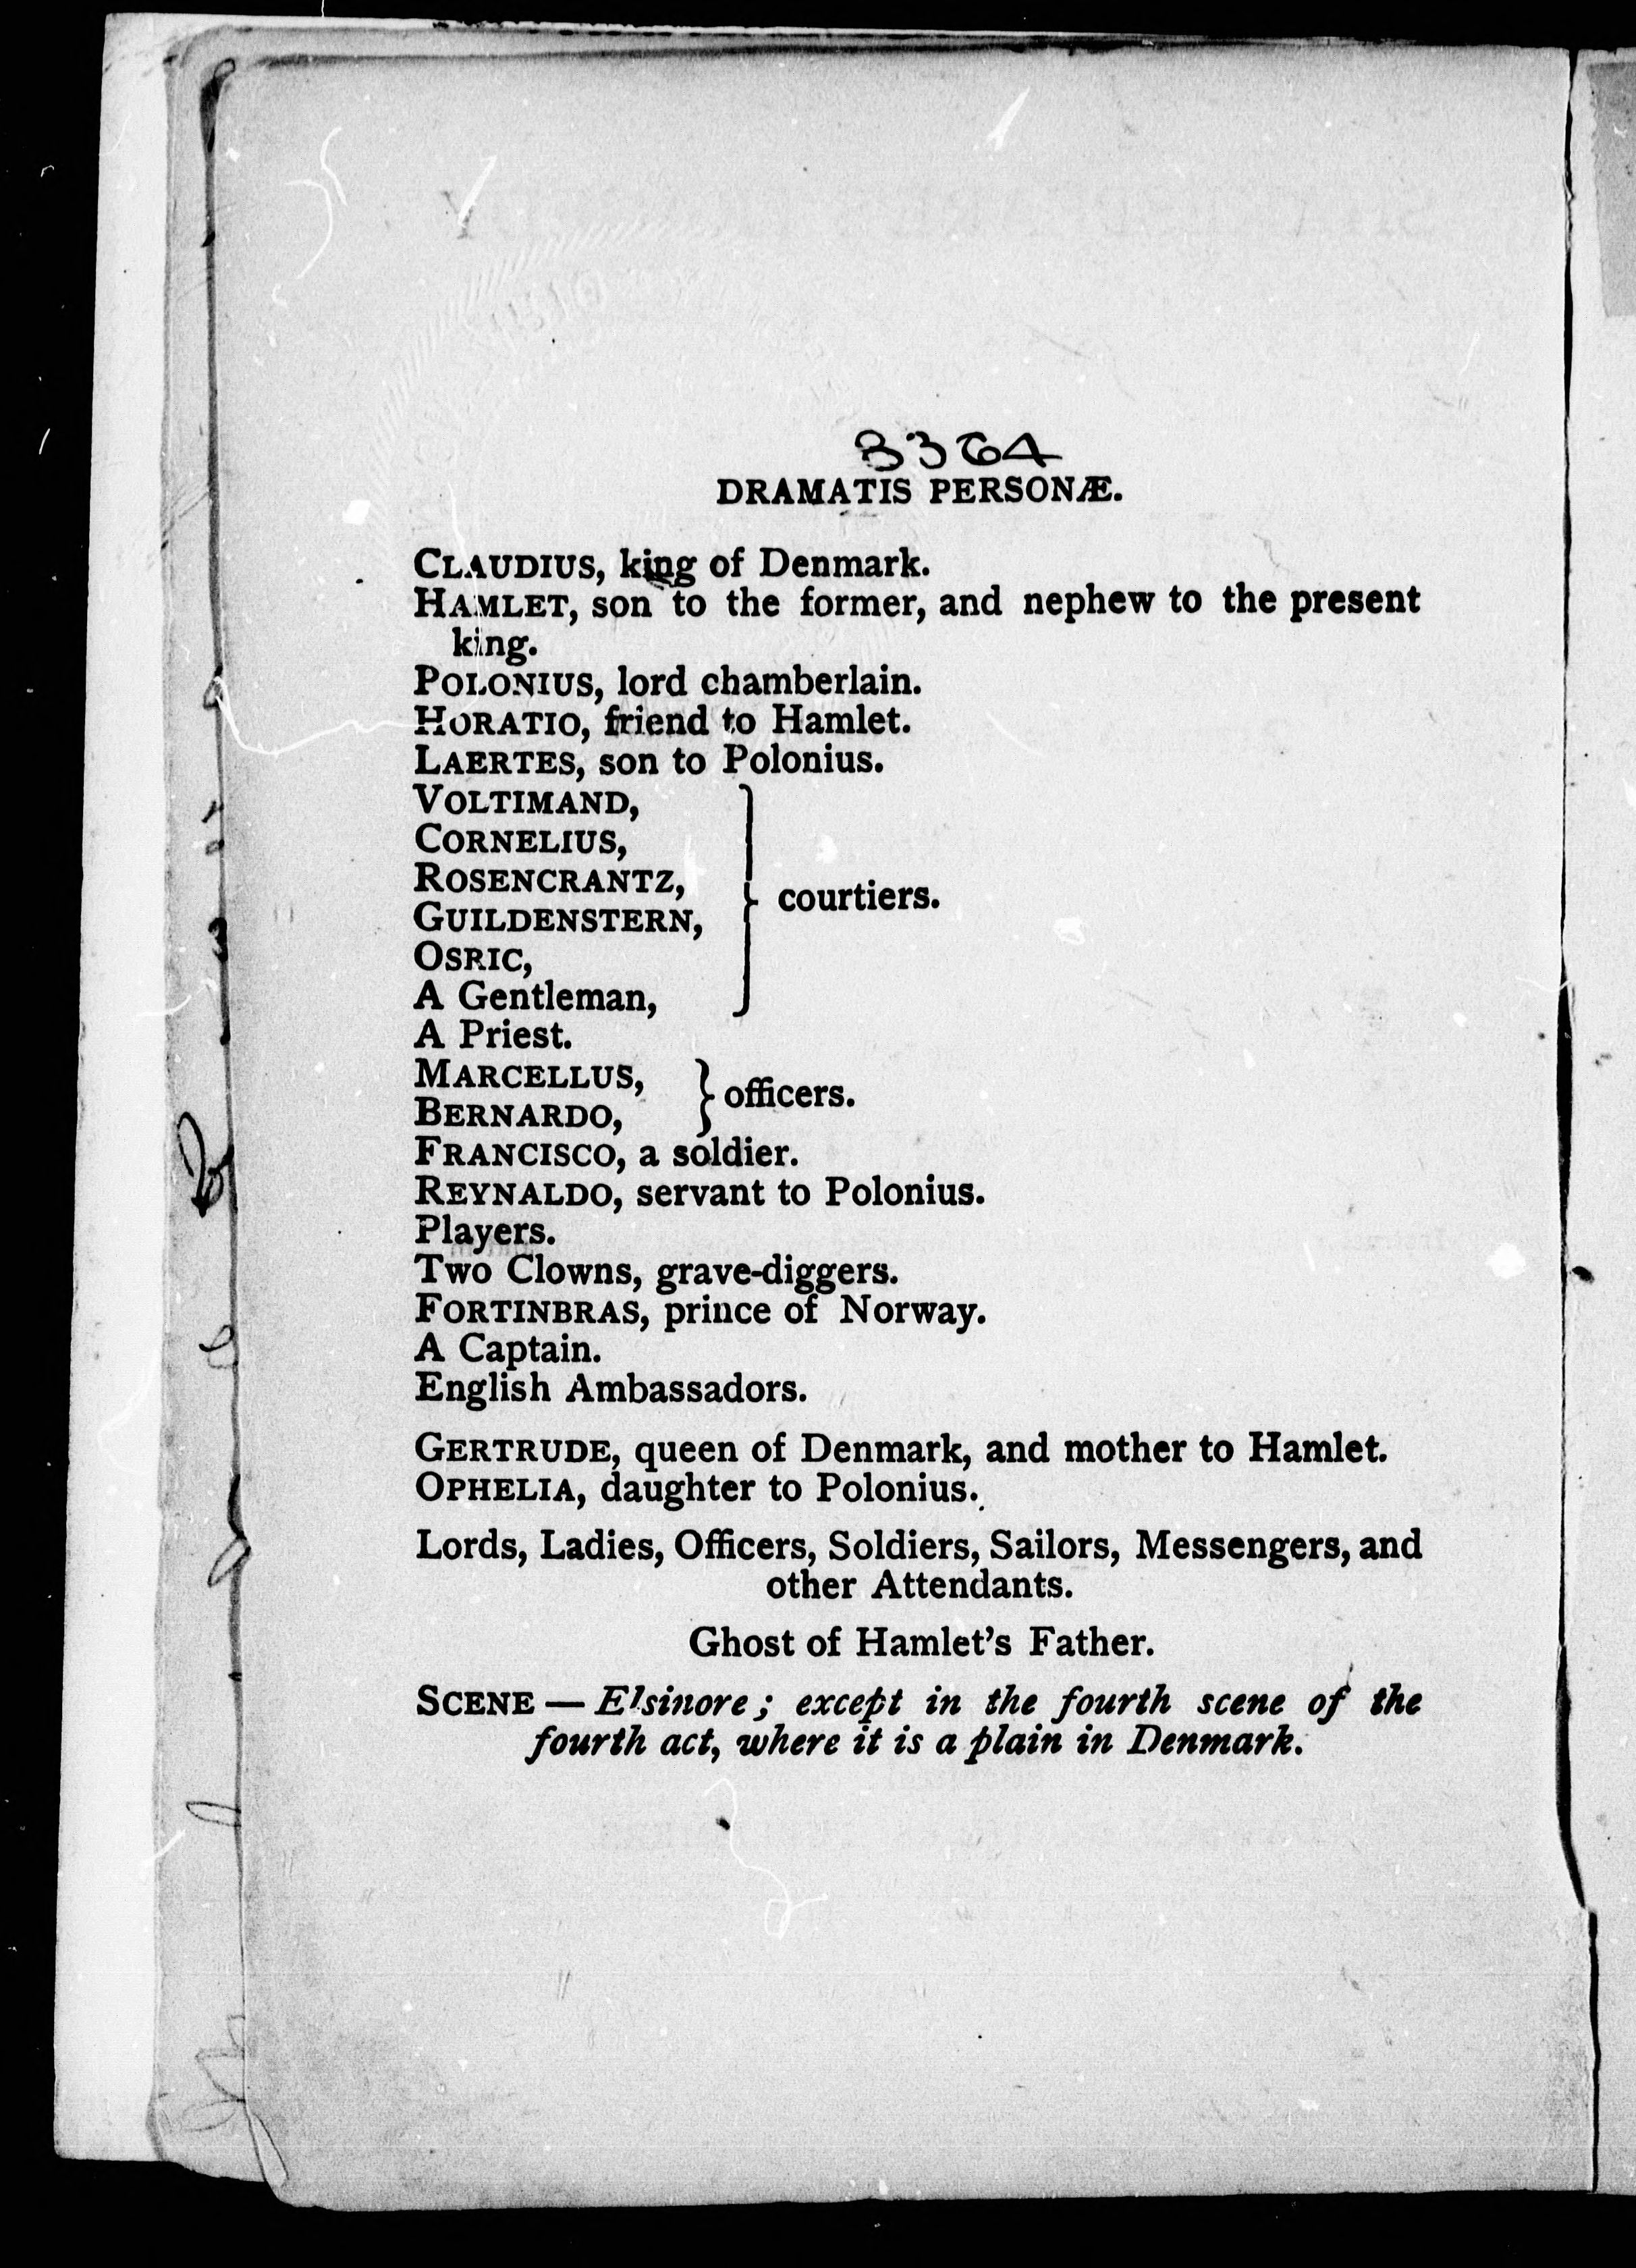 3364
DRAMATIS PERSONÆ.
CLAUDIUS, king of Denmark.
HAMLET, son to the former, and nephew to the present
king.
POLONIUS, lord chamberlain.
HORATIO, friend to Hamlet.
LAERTES, son to Polonius.
VOLTIMAND,
CORNELIUS,
ROSENCRANTZ,
GUILDENSTERN,
OSRIC,
A Gentleman,
} courtiers.
A Priest.
MARCELLUS,
BERNARDO,
} officers.
FRANCISCO, a soldier.
REYNALDO, servant to Polonius.
Players.
Two Clowns, grave-diggers.
FORTINBRAS, prince of Norway.
A Captain.
English Ambassadors.
GERTRUDE, queen of Denmark, and mother to Hamlet.
OPHELIA, daughter to Polonius.
Lords, Ladies, Officers, Soldiers, Sailors, Messengers, and
other Attendants.
Ghost of Hamlet's Father.
SCENE — Elsinore; except in the fourth scene of the
fourth act, where it is a plain in Denmark.